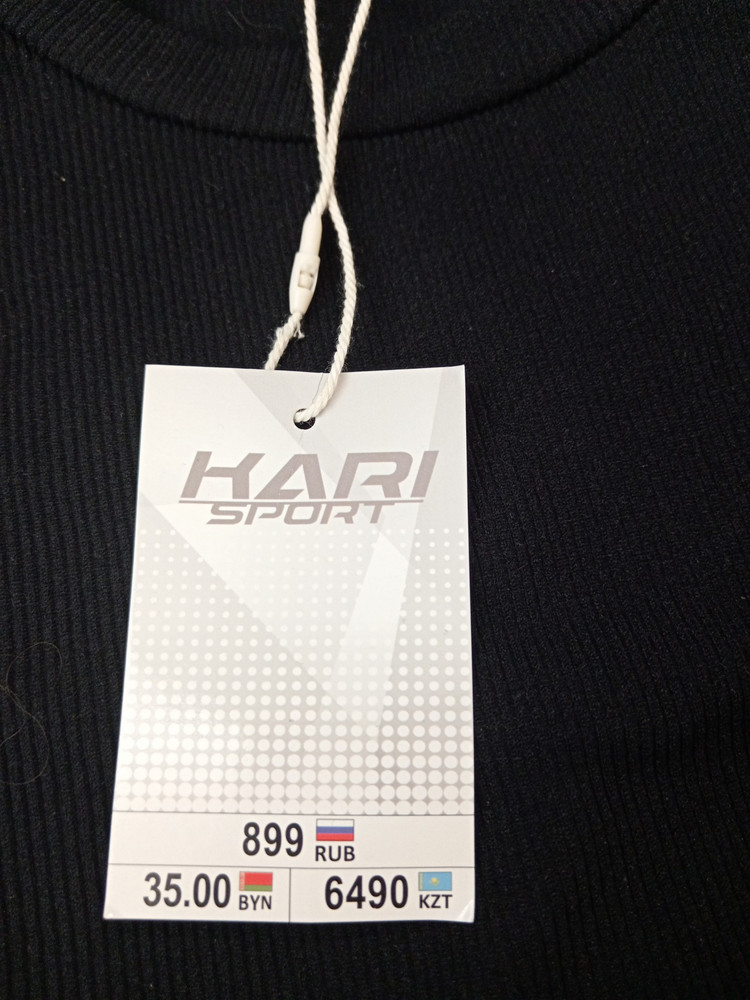 KARI
SPORT
899 RUB
35.00 BYN 6490 KZT